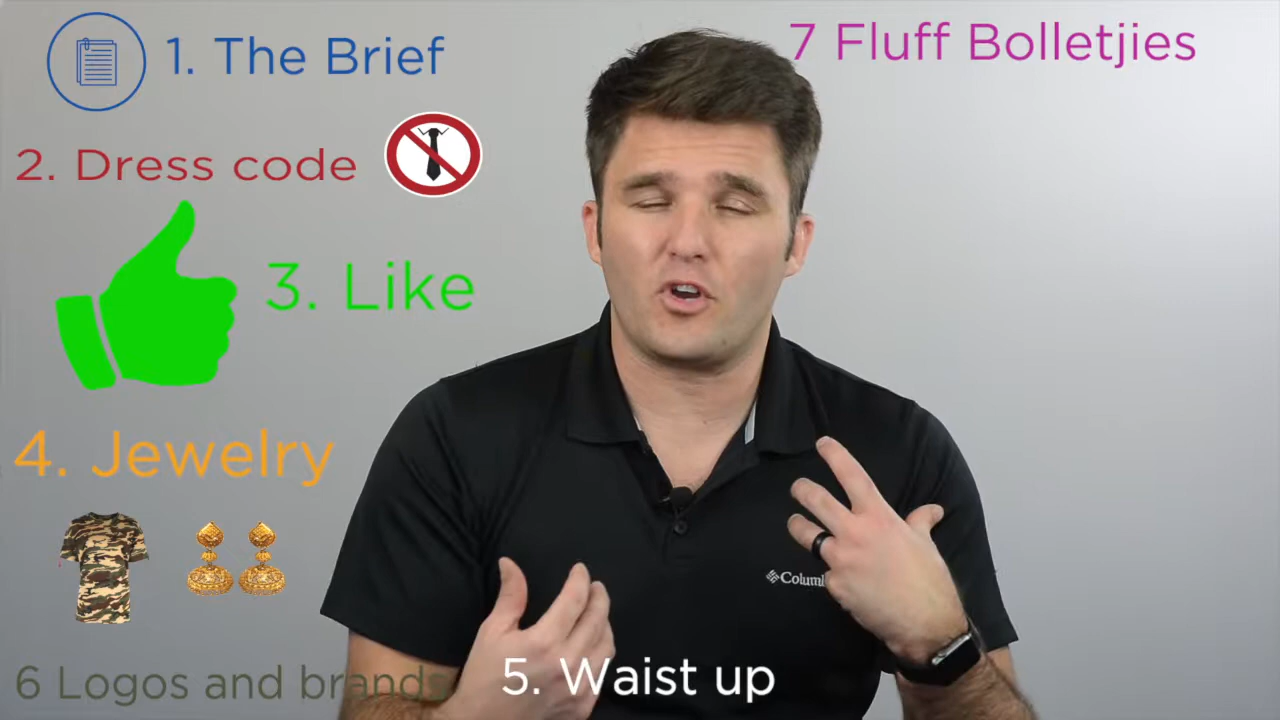 1. The Brief
7 Fluff Bolletjies
2. Dress code
3. Like
4. Jewelry
Colum
6 Logos and brands
5. Waist up